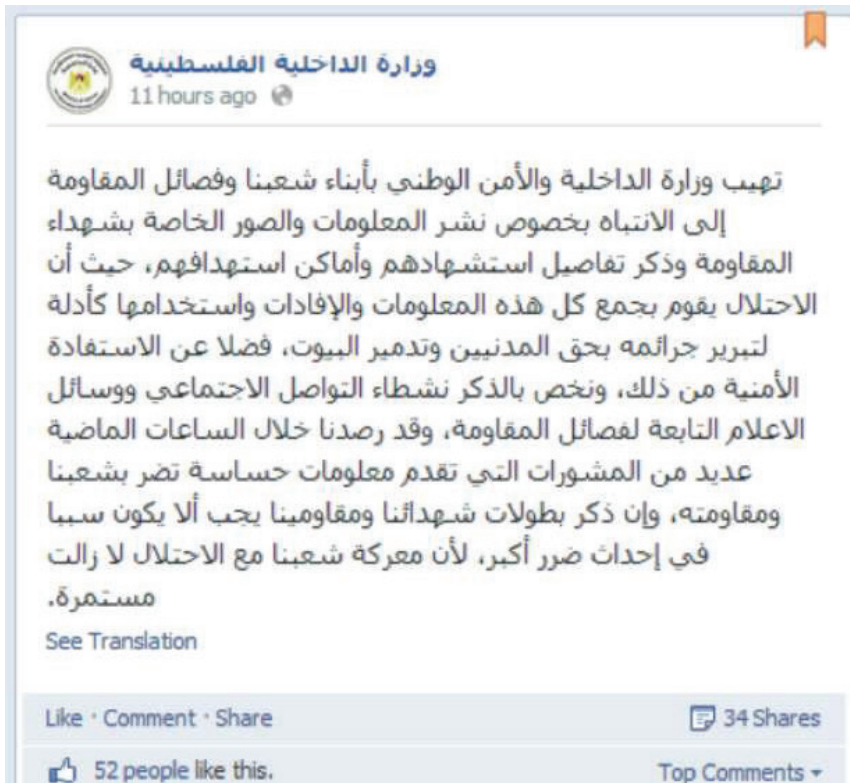 وزارة الداخلية الفلسطينية
11 hours ago
تهيب وزارة الداخلية والأمن الوطني بأبناء شعبنا وفصائل المقاومة
إلى الانتباه بخصوص نشر المعلومات والصور الخاصة بشهداء
المقاومة وذكر تفاصيل استشهادهم وأماكن استهدافهم، حيث أن
الاحتلال يقوم بجمع كل هذه المعلومات والإفادات واستخدامها كأدلة
لتبرير جرائمه بحق المدنيين وتدمير البيوت، فضلا عن الاستفادة
الأمنية من ذلك، ونخص بالذكر نشطاء التواصل الاجتماعي ووسائل
الاعلام التابعة لفصائل المقاومة، وقد رصدنا خلال الساعات الماضية
عديد من المشورات التي تقدم معلومات حساسة تضر بشعبنا
ومقاومته، وإن ذكر بطولات شهدائنا ومقاومينا يجب ألا يكون سببا
في إحداث ضرر أكبر، لأن معركة شعبنا مع الاحتلال لا زالت
مستمرة.
See Translation
Like · Comment · Share
34 Shares
52 people like this.
Top Comments